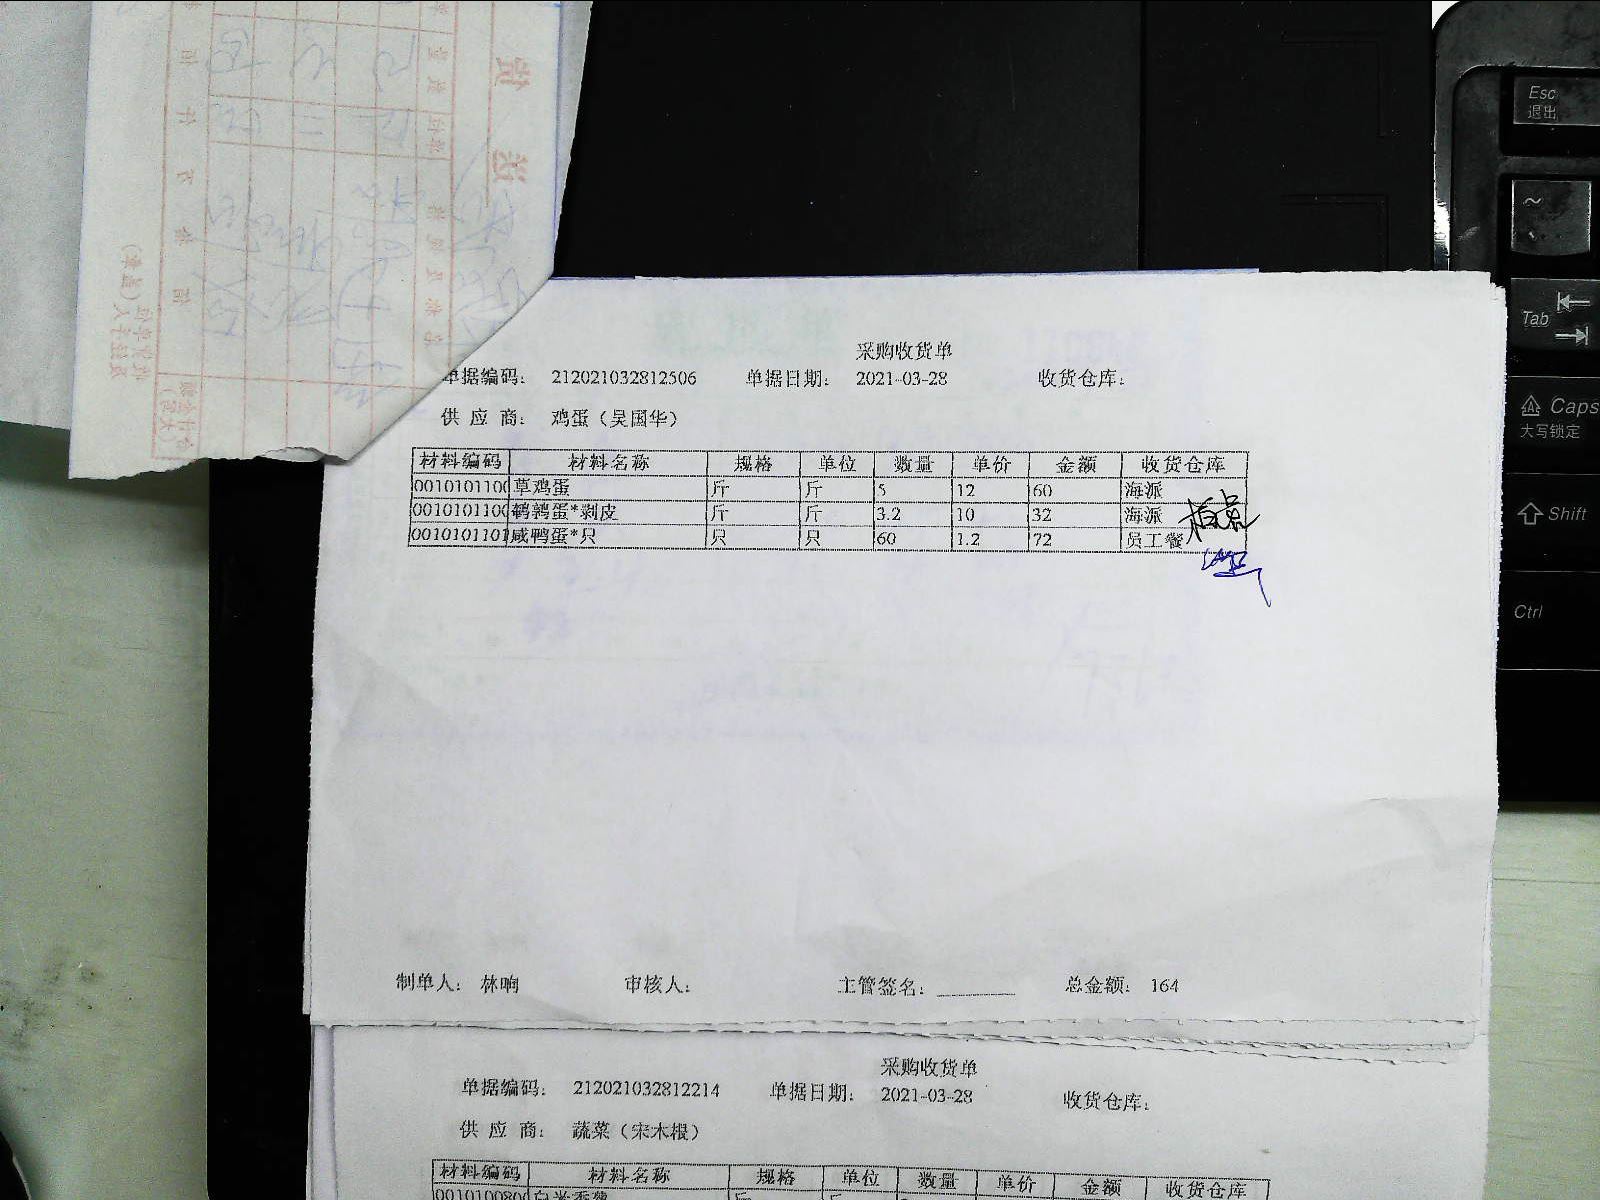 采购收货单
单据编码： 212021032812506 单据日期： 2021-03-28 收货仓库：
供 应 商： 鸡蛋（吴国华）
材料编码 材料名称 规格 单位 数量 单价 金额 收货仓库
0010101100 草鸡蛋 斤 斤 5 12 60 海派
0010101100 鹌鹑蛋*剥皮 斤 斤 3.2 10 32 海派
0010101101 咸鸭蛋*只 只 只 60 1.2 72 员工餐
制单人： 林响 审核人： 主管签名： 总金额： 164
采购收货单
单据编码： 212021032812214 单据日期： 2021-03-28 收货仓库：
供 应 商： 蔬菜（宋木根）
材料编码 材料名称 规格 单位 数量 单价 金额 收货仓库
Esc
退出
~
Tab
Caps
大写锁定
Shift
Ctrl